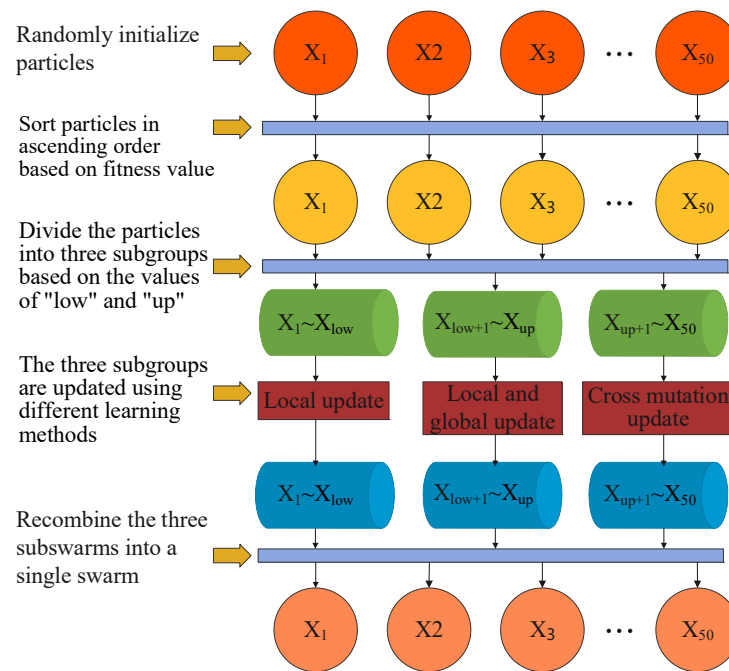 Randomly initialize
particles
X₁ X2 X₃ ··· X₅₀
Sort particles in
ascending order
based on fitness value
X₁ X2 X₃ ··· X₅₀
Divide the particles
into three subgroups
based on the values
of "low" and "up"
X₁~Xlow Xlow+1~Xup Xup+1~X₅₀
The three subgroups
are updated using
different learning
methods
Local update
Local and
global update
Cross mutation
update
X₁~Xlow Xlow+1~Xup Xup+1~X₅₀
Recombine the three
subswarms into a
single swarm
X₁ X2 X₃ ··· X₅₀